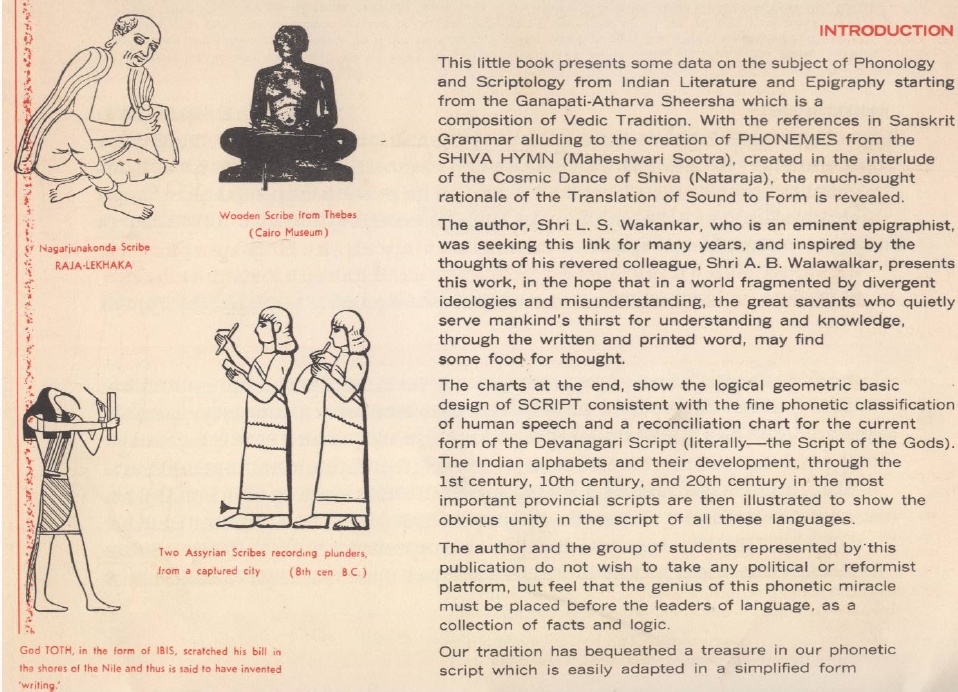 Nagarjunakonda Scribe
RAJA-LEKHAKA
Wooden Scribe from Thebes
(Cairo Museum)
Two Assyrian Scribes recording plunders,
from a captured city (8th cen. B.C.)
God TOTH, in the form of IBIS, scratched his bill in
the shores of the Nile and thus is said to have invented
'writing.'
INTRODUCTION
This little book presents some data on the subject of Phonology
and Scriptology from Indian Literature and Epigraphy starting
from the Ganapati-Atharva Sheersha which is a
composition of Vedic Tradition. With the references in Sanskrit
Grammar alluding to the creation of PHONEMES from the
SHIVA HYMN (Maheshwari Sootra), created in the interlude
of the Cosmic Dance of Shiva (Nataraja), the much-sought
rationale of the Translation of Sound to Form is revealed.
The author, Shri L. S. Wakankar, who is an eminent epigraphist,
was seeking this link for many years, and inspired by the
thoughts of his revered colleague, Shri A. B. Walawalkar, presents
this work, in the hope that in a world fragmented by divergent
ideologies and misunderstanding, the great savants who quietly
serve mankind's thirst for understanding and knowledge,
through the written and printed word, may find
some food for thought.
The charts at the end, show the logical geometric basic
design of SCRIPT consistent with the fine phonetic classification
of human speech and a reconciliation chart for the current
form of the Devanagari Script (literally—the Script of the Gods).
The Indian alphabets and their development, through the
1st century, 10th century, and 20th century in the most
important provincial scripts are then illustrated to show the
obvious unity in the script of all these languages.
The author and the group of students represented by this
publication do not wish to take any political or reformist
platform, but feel that the genius of this phonetic miracle
must be placed before the leaders of language, as a
collection of facts and logic.
Our tradition has bequeathed a treasure in our phonetic
script which is easily adapted in a simplified form